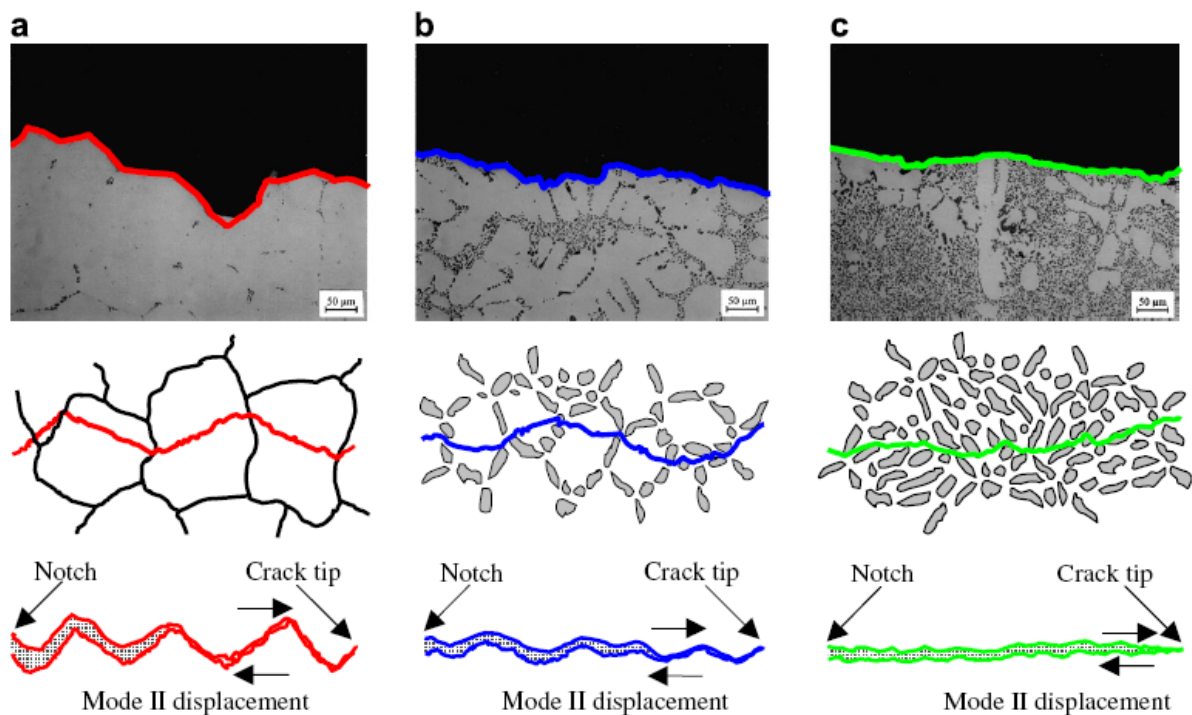 a
b
c
50 μm
50 μm
50 μm
Notch
Crack tip
Notch
Crack tip
Notch
Crack tip
Mode II displacement
Mode II displacement
Mode II displacement